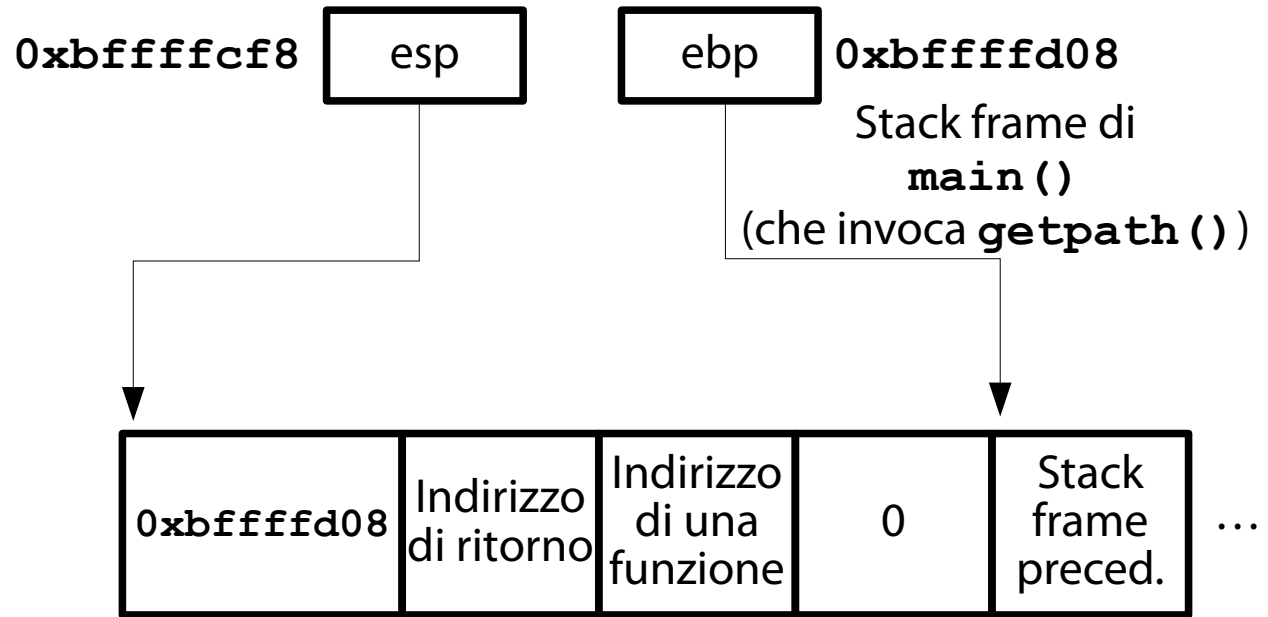 0xbffffcf8
esp
ebp
0xbffffd08
Stack frame di
main()
(che invoca getpath())
0xbffffd08
Indirizzo
di ritorno
Indirizzo
di una
funzione
0
Stack
frame
preced.
…